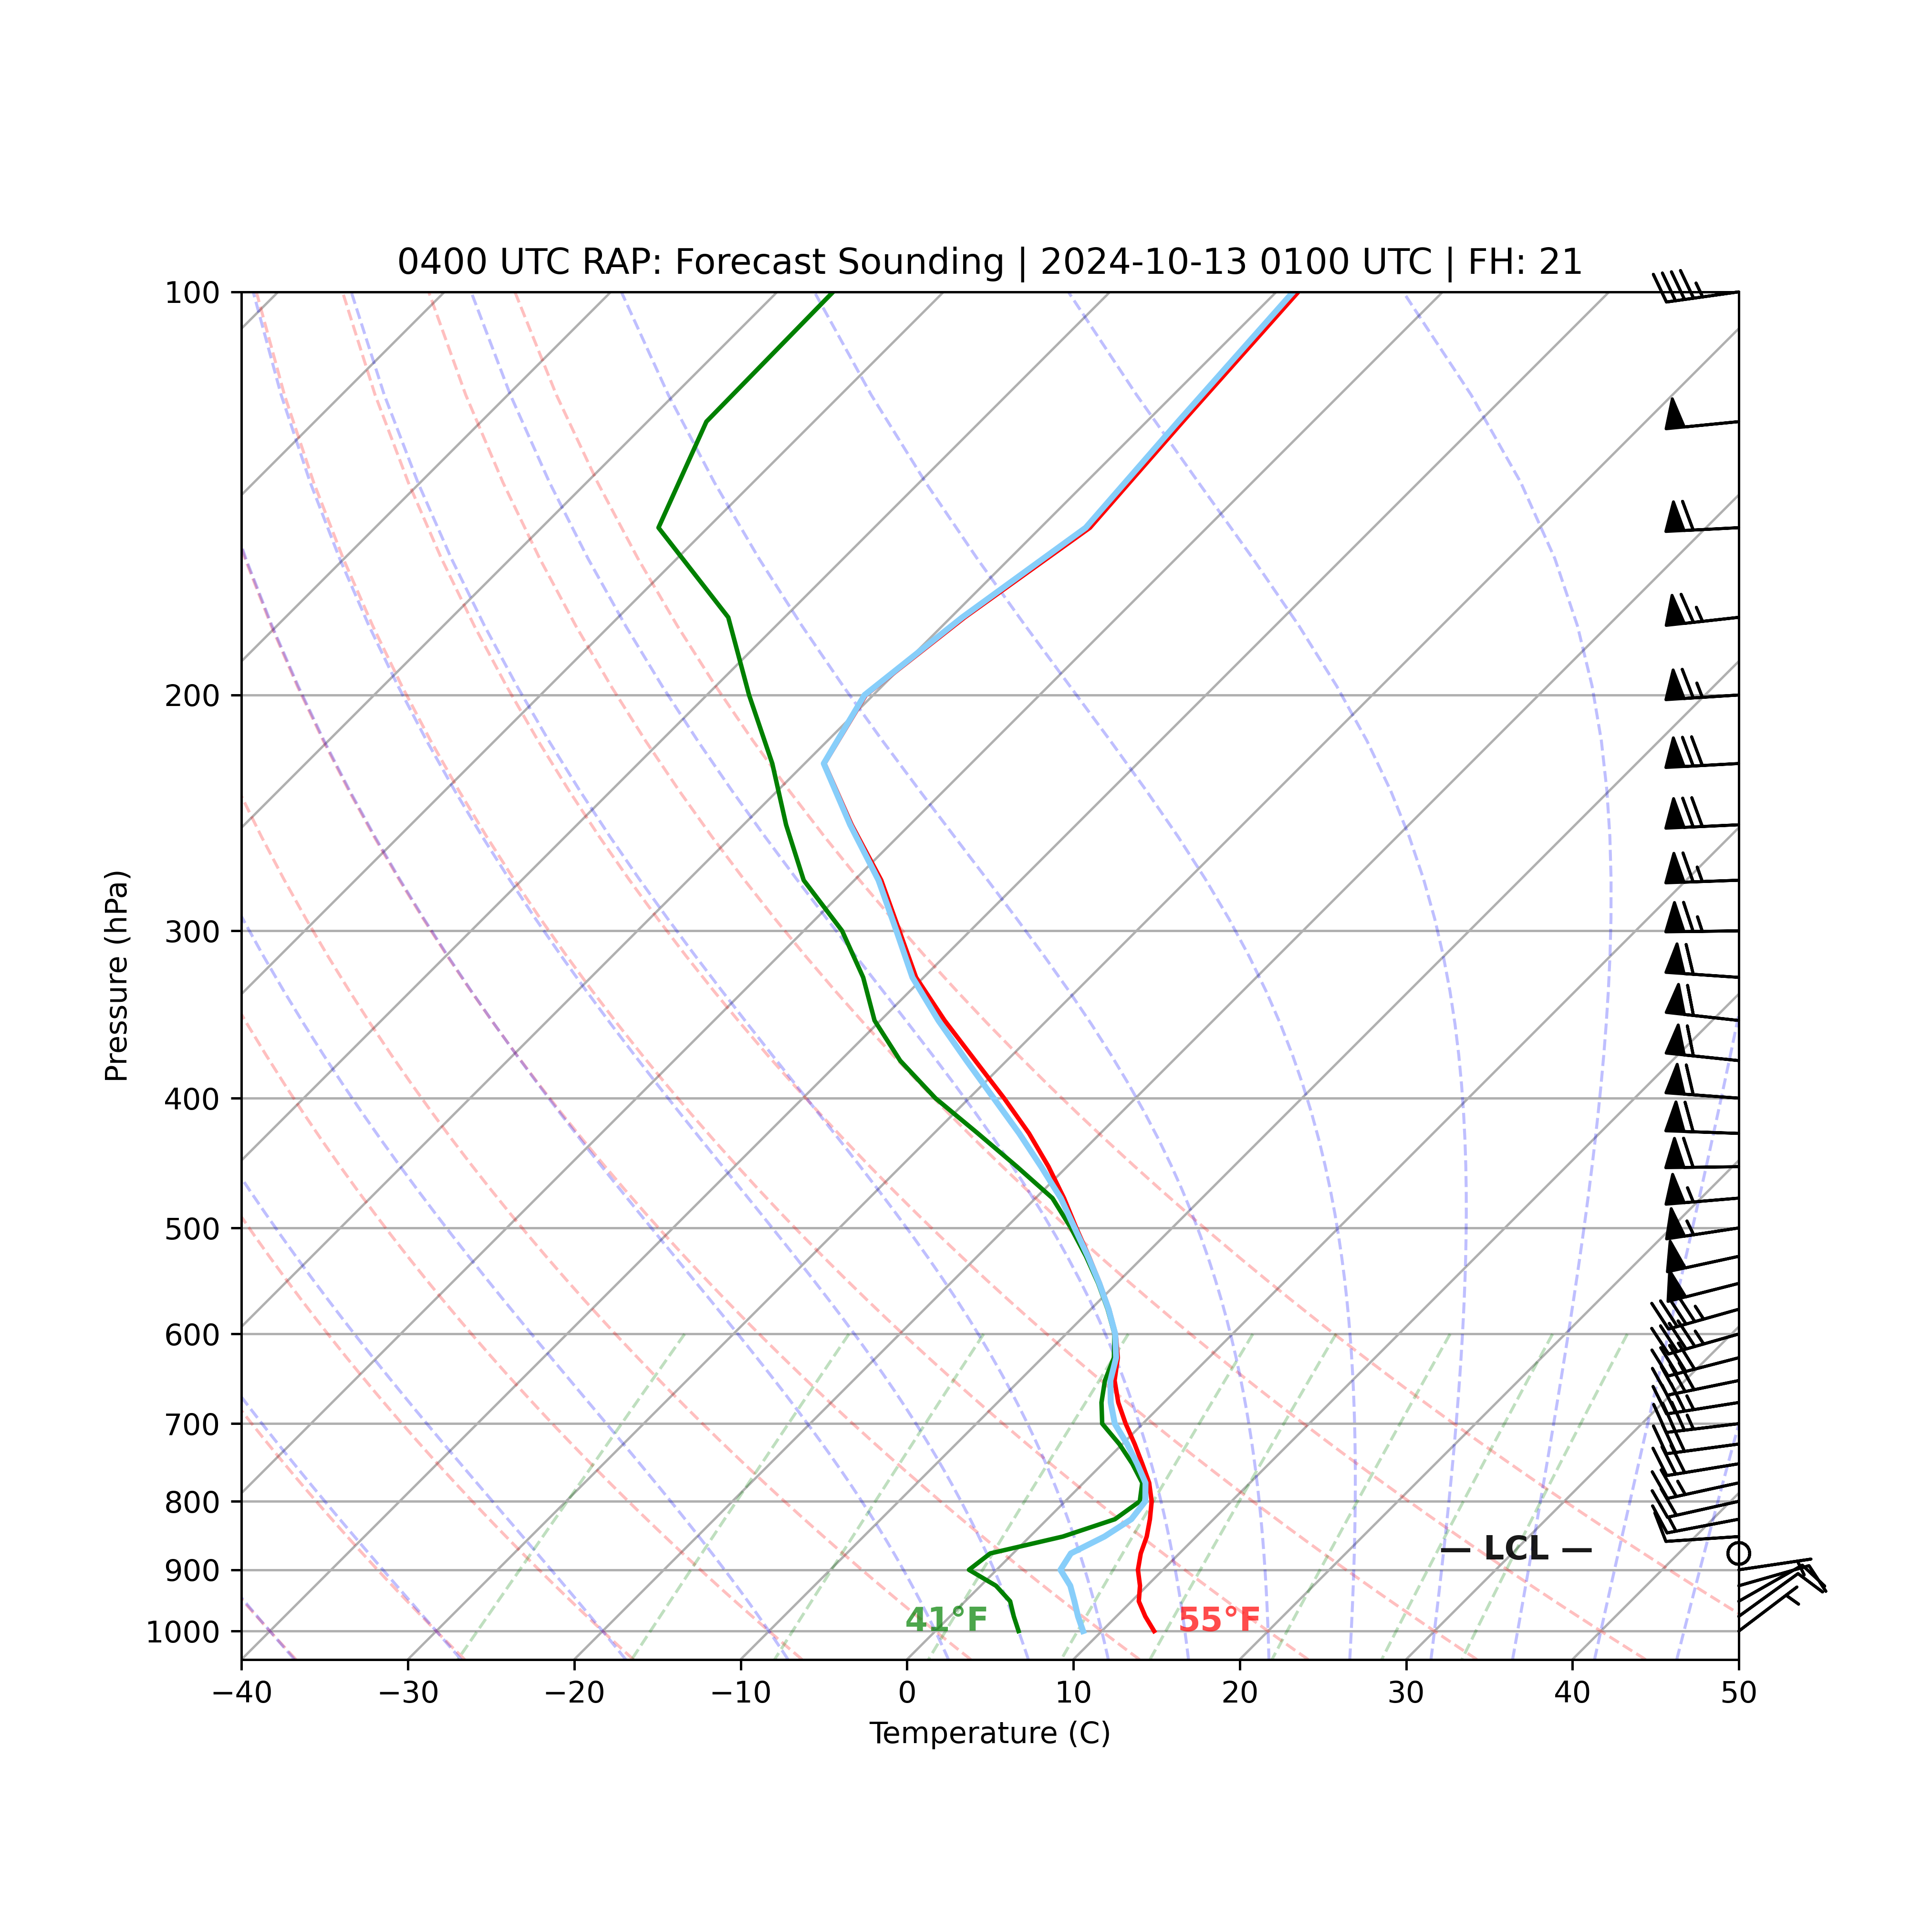 0400 UTC RAP: Forecast Sounding | 2024-10-13 0100 UTC | FH: 21
100
200
300
400
500
600
700
800
900
1000
Pressure (hPa)
— LCL —
41°F
55°F
−40 −30 −20 −10 0 10 20 30 40 50
Temperature (C)